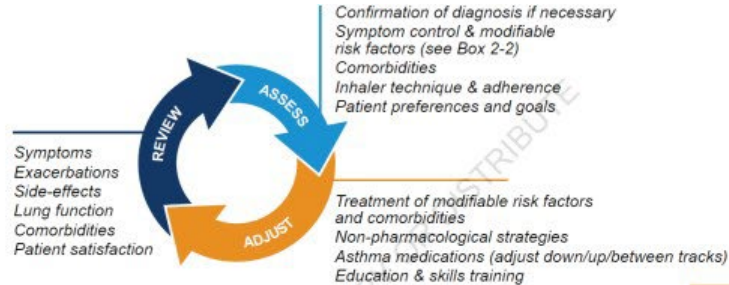 Confirmation of diagnosis if necessary
Symptom control & modifiable
risk factors (see Box 2-2)
Comorbidities
Inhaler technique & adherence
Patient preferences and goals
ASSESS
REVIEW
Symptoms
Exacerbations
Side-effects
Lung function
Comorbidities
Patient satisfaction
ADJUST
Treatment of modifiable risk factors
and comorbidities
Non-pharmacological strategies
Asthma medications (adjust down/up/between tracks)
Education & skills training
OR DISTRIBUTE